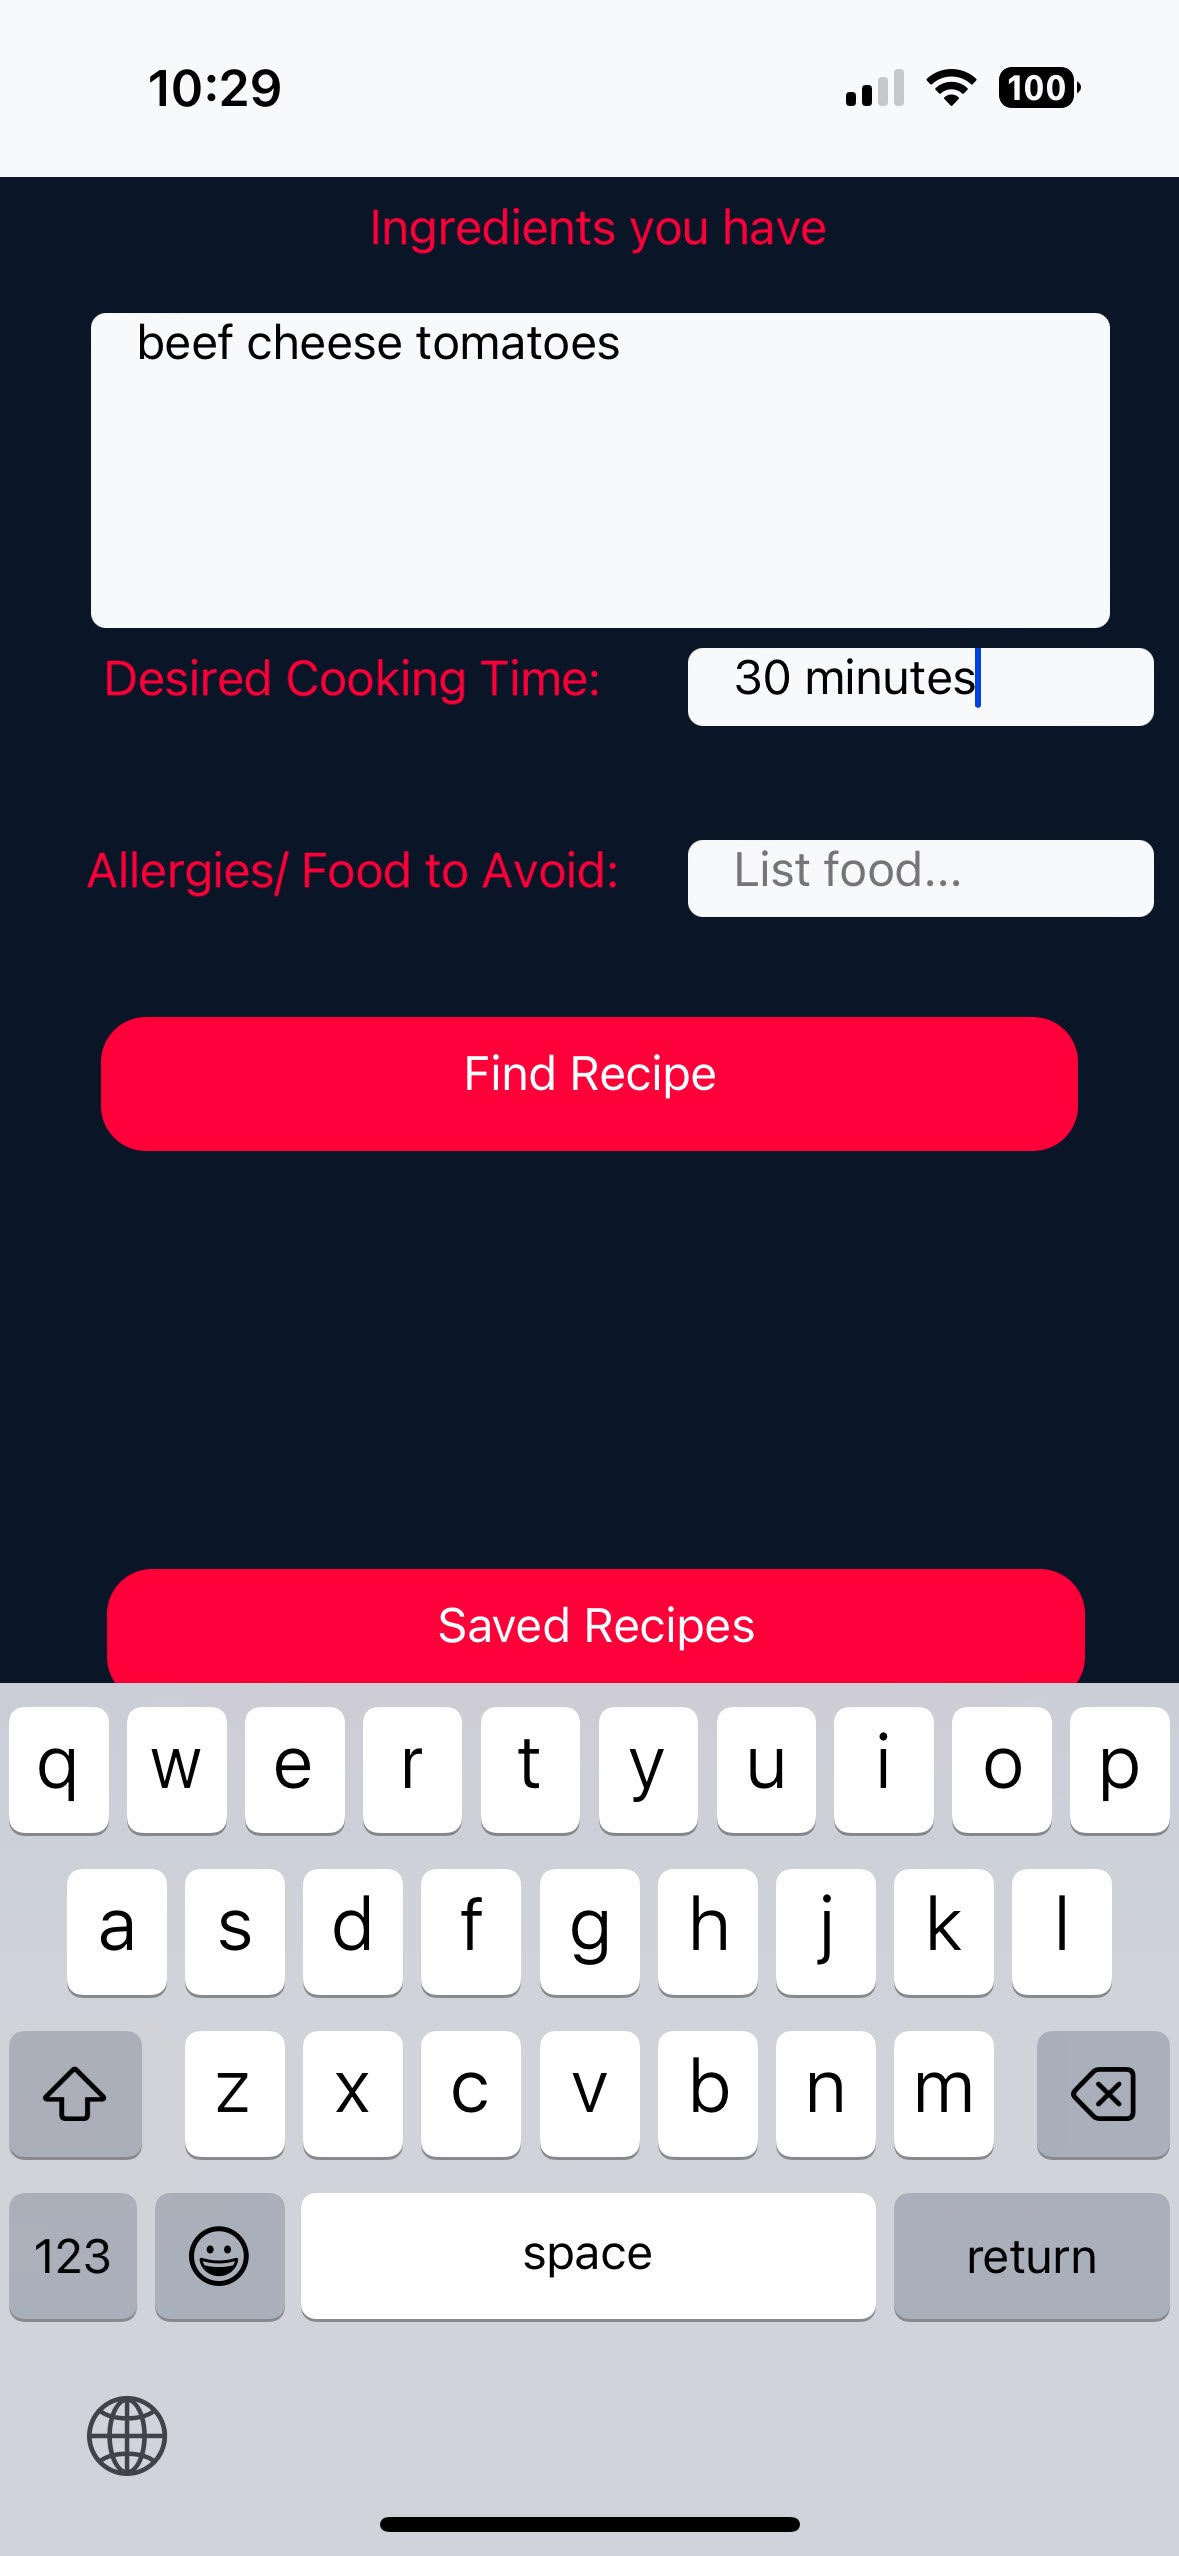 10:29
100
Ingredients you have
beef cheese tomatoes
Desired Cooking Time:
30 minutes
Allergies/ Food to Avoid:
List food...
Find Recipe
Saved Recipes
q w e r t y u i o p
a s d f g h j k l
z x c v b n m
123 space return